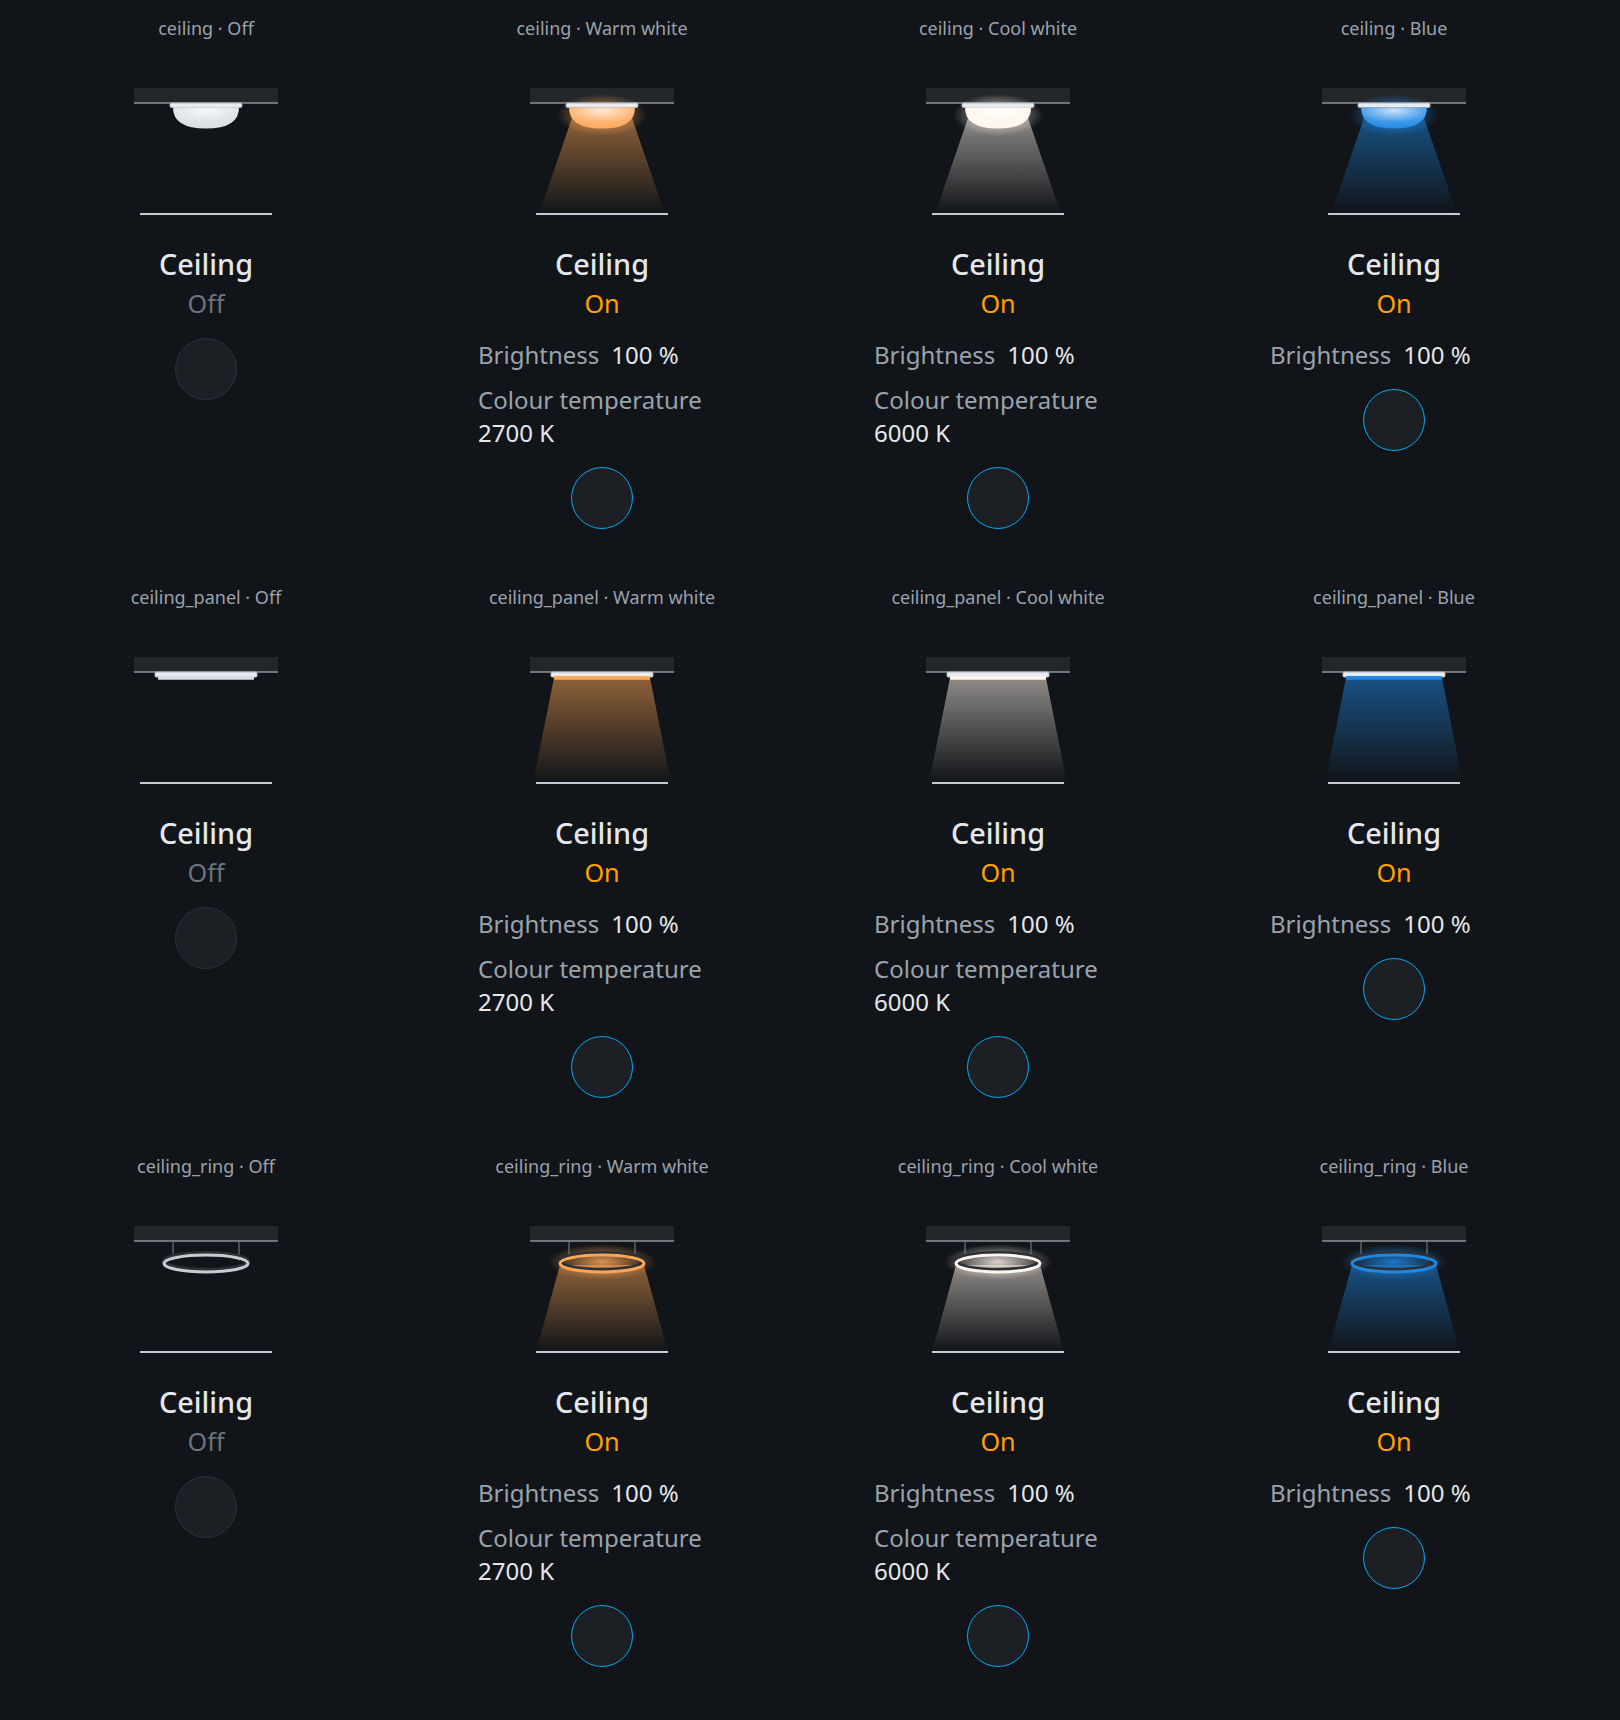 ceiling · Off
ceiling · Warm white
ceiling · Cool white
ceiling · Blue
Ceiling
Off
Ceiling
On
Brightness 100 %
Colour temperature
2700 K
Ceiling
On
Brightness 100 %
Colour temperature
6000 K
Ceiling
On
Brightness 100 %
ceiling_panel · Off
ceiling_panel · Warm white
ceiling_panel · Cool white
ceiling_panel · Blue
Ceiling
Off
Ceiling
On
Brightness 100 %
Colour temperature
2700 K
Ceiling
On
Brightness 100 %
Colour temperature
6000 K
Ceiling
On
Brightness 100 %
ceiling_ring · Off
ceiling_ring · Warm white
ceiling_ring · Cool white
ceiling_ring · Blue
Ceiling
Off
Ceiling
On
Brightness 100 %
Colour temperature
2700 K
Ceiling
On
Brightness 100 %
Colour temperature
6000 K
Ceiling
On
Brightness 100 %